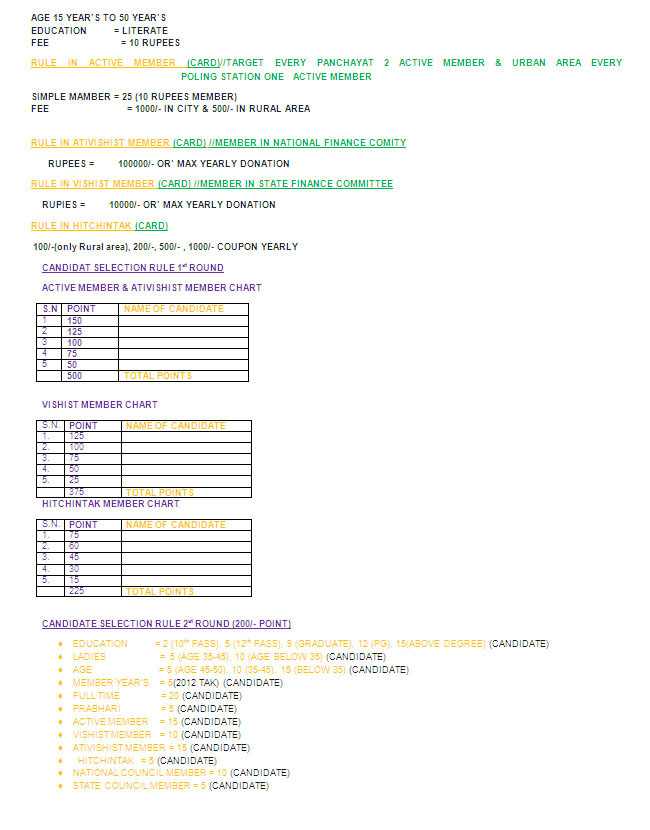 AGE 15 YEAR'S TO 50 YEAR'S
EDUCATION = LITERATE
FEE = 10 RUPEES
RULE IN ACTIVE MEMBER (CARD)//TARGET EVERY PANCHAYAT 2 ACTIVE MEMBER & URBAN AREA EVERY
POLING STATION ONE ACTIVE MEMBER
SIMPLE MAMBER = 25 (10 RUPEES MEMBER)
FEE = 1000/- IN CITY & 500/- IN RURAL AREA
RULE IN ATIVISHIST MEMBER (CARD) //MEMBER IN NATIONAL FINANCE COMITY
RUPEES = 100000/- OR' MAX YEARLY DONATION
RULE IN VISHIST MEMBER (CARD) //MEMBER IN STATE FINANCE COMMITTEE
RUPIES = 10000/- OR' MAX YEARLY DONATION
RULE IN HITCHINTAK (CARD)
100/-(only Rural area), 200/-, 500/- , 1000/- COUPON YEARLY
CANDIDAT SELECTION RULE 1st ROUND
ACTIVE MEMBER & ATIVISHIST MEMBER CHART
S.N POINT NAME OF CANDIDATE
1 150
2 125
3 100
4 75
5 50
500 TOTAL POINTS
VISHIST MEMBER CHART
S.N. POINT NAME OF CANDIDATE
1. 125
2. 100
3. 75
4. 50
5. 25
375 TOTAL POINTS
HITCHINTAK MEMBER CHART
S.N. POINT NAME OF CANDIDATE
1. 75
2. 60
3. 45
4. 30
5. 15
225 TOTAL POINTS
CANDIDATE SELECTION RULE 2nd ROUND (200/- POINT)
♦ EDUCATION = 2 (10th PASS), 5 (12th PASS), 9 (GRADUATE), 12 (PG), 15(ABOVE DEGREE) (CANDIDATE)
♦ LADIES = 5 (AGE 35-45), 10 (AGE BELOW 35) (CANDIDATE)
♦ AGE = 5 (AGE 45-50), 10 (35-45), 15 (BELOW 35) (CANDIDATE)
♦ MEMBER YEAR'S = 5(2012 TAK) (CANDIDATE)
♦ FULL TIME = 20 (CANDIDATE)
♦ PRABHARI = 5 (CANDIDATE)
♦ ACTIVE MEMBER = 15 (CANDIDATE)
♦ VISHIST MEMBER = 10 (CANDIDATE)
♦ ATIVISHIST MEMBER = 15 (CANDIDATE)
♦ HITCHINTAK = 5 (CANDIDATE)
♦ NATIONAL COUNCIL MEMBER = 10 (CANDIDATE)
♦ STATE COUNCIL MEMBER = 5 (CANDIDATE)